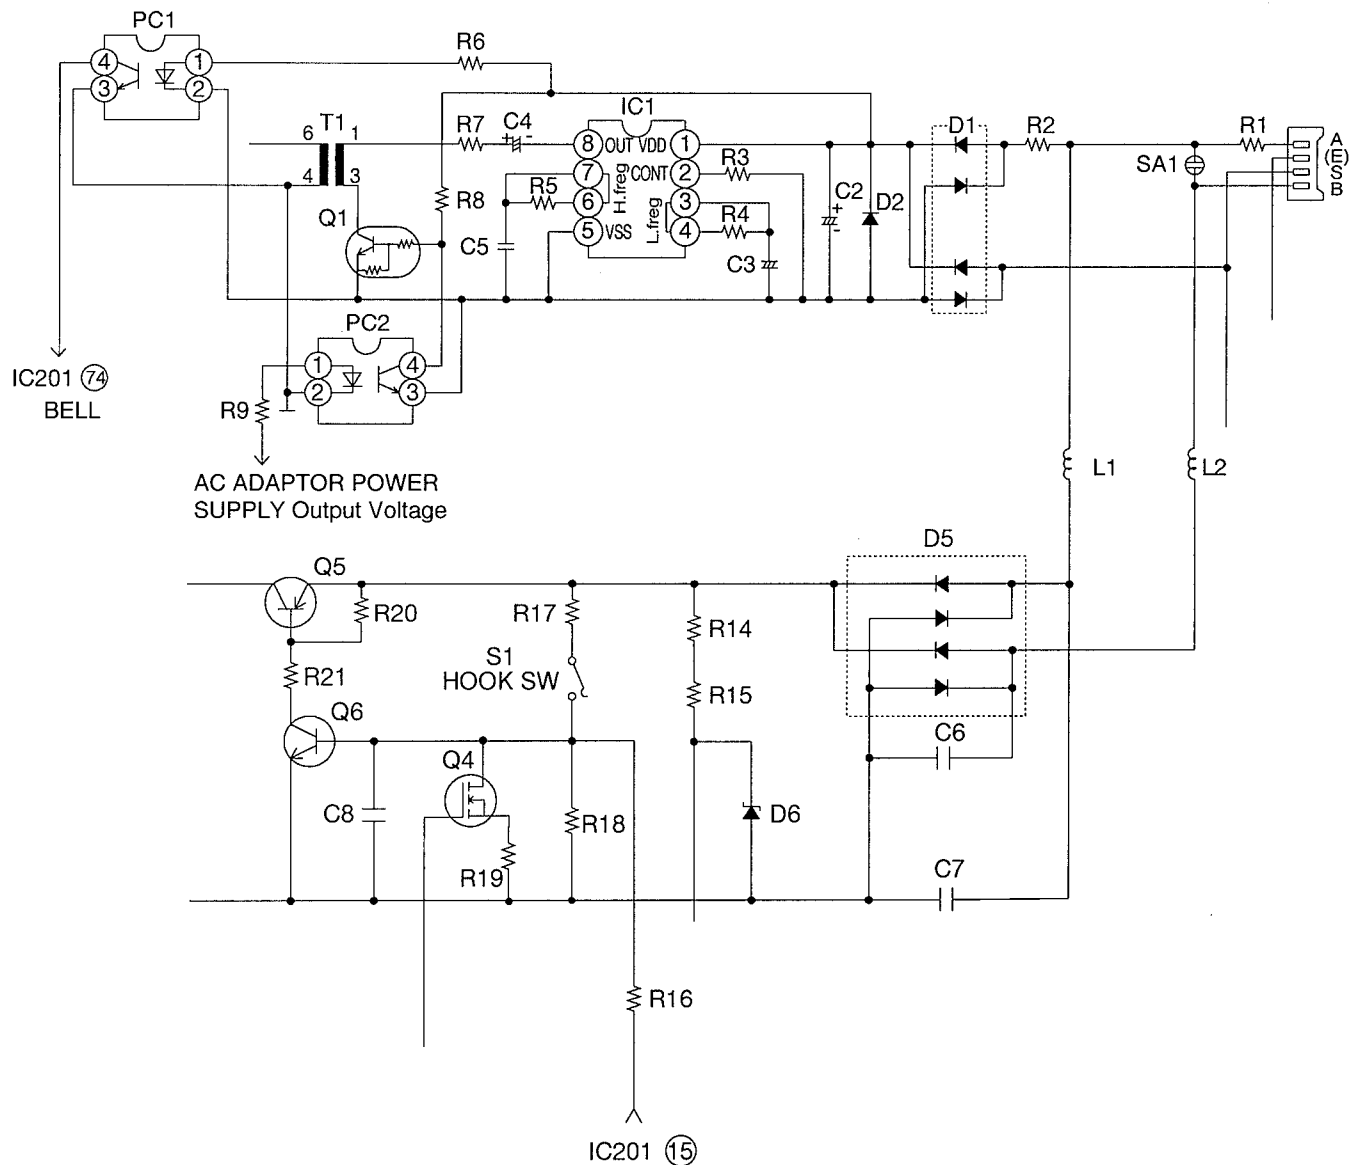 PC1
4
1
3
2
R6
T1
6
1
4
3
R7
C4
+
-
IC1
8
OUT
VDD
1
7
H.freg
CONT
2
6
L.freg
3
5
VSS
4
R3
R4
R5
C5
C3
R8
Q1
C2
+
-
D2
D1
R2
SA1
R1
A
(E)
S
B
PC2
1
4
2
3
R9
IC201 74
BELL
AC ADAPTOR POWER
SUPPLY Output Voltage
L1
L2
D5
Q5
R20
R17
R14
S1
HOOK SW
R21
R15
Q6
Q4
C6
C8
R18
D6
R19
C7
R16
IC201 15